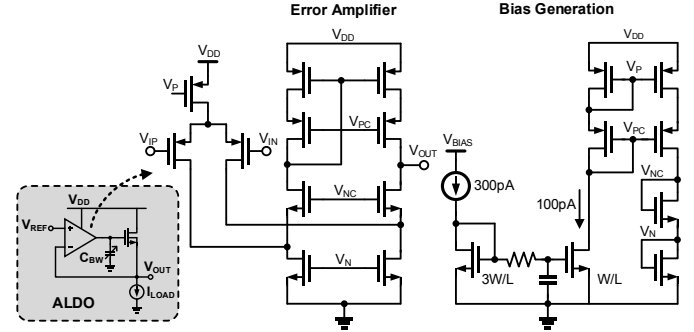 Error Amplifier
Bias Generation
VDD
VDD
VDD
VP
VP
VIP
VIN
VPC
VPC
VOUT
VBIAS
300pA
100pA
VNC
VNC
VN
VN
3W/L
W/L
VDD
VREF
+
−
CBW
VOUT
ILOAD
ALDO